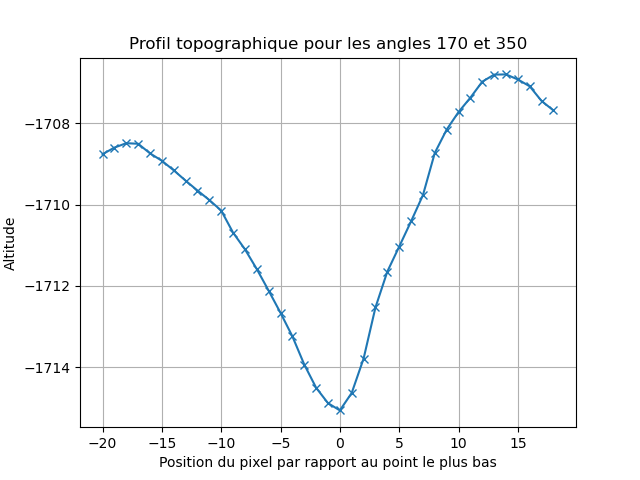 Profil topographique pour les angles 170 et 350
Altitude
−1708
−1710
−1712
−1714
−20 −15 −10 −5 0 5 10 15
Position du pixel par rapport au point le plus bas